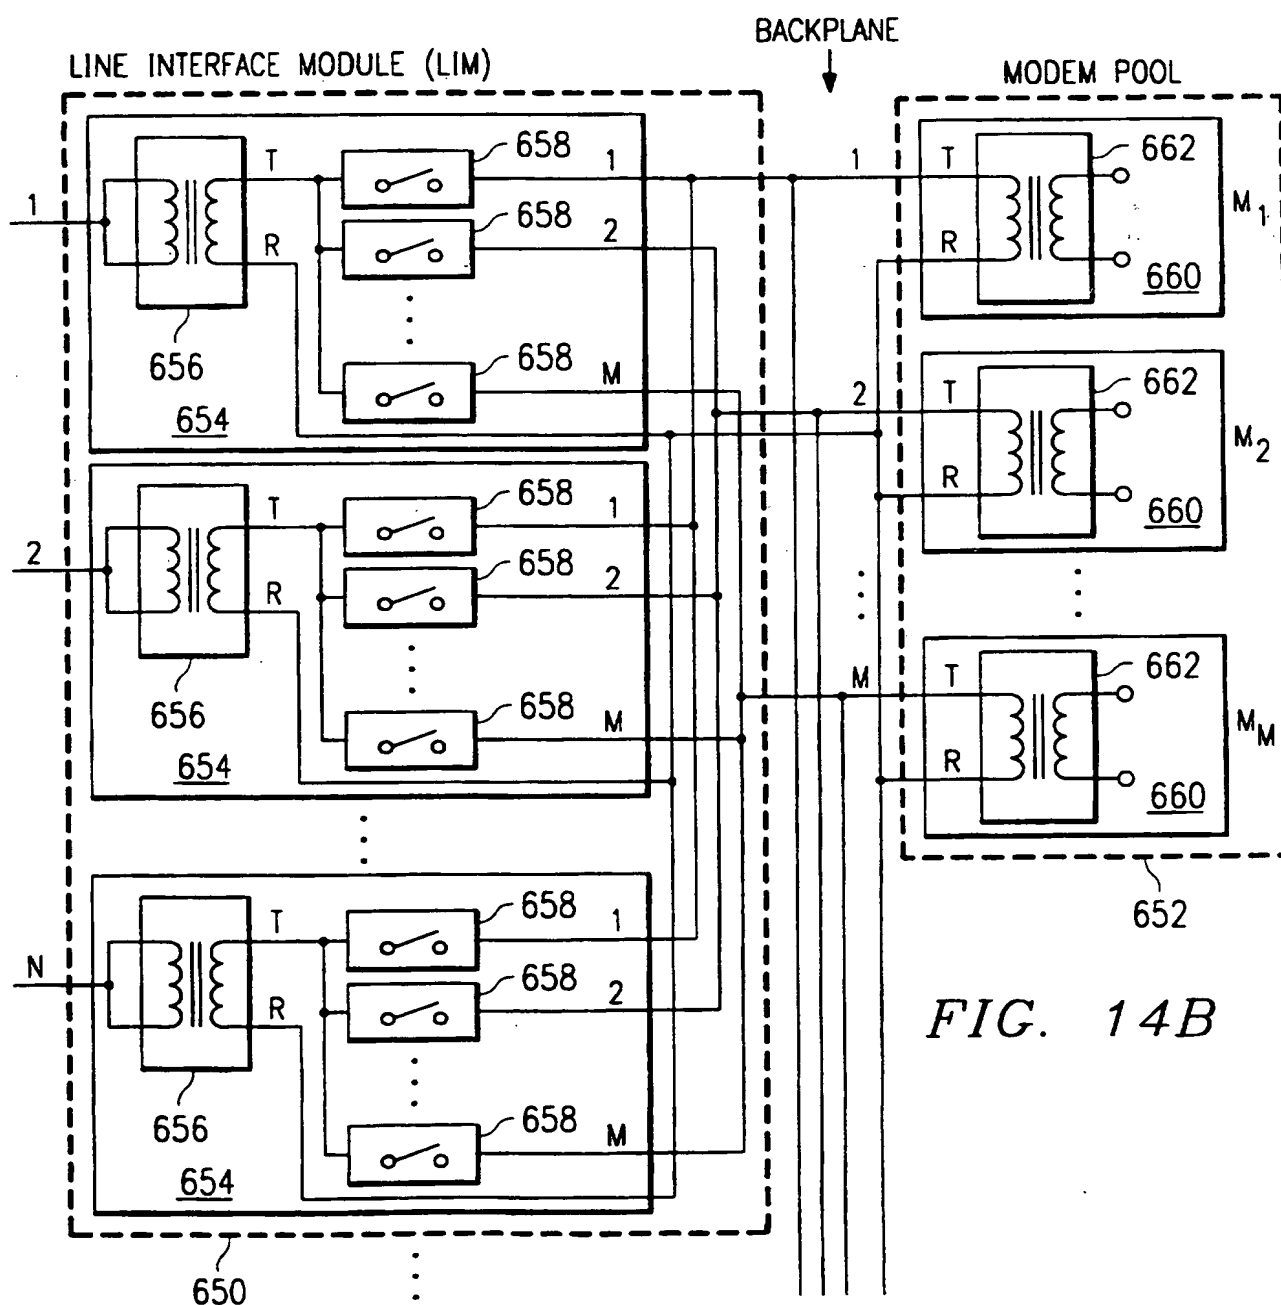 BACKPLANE
LINE INTERFACE MODULE (LIM)
MODEM POOL
T 658 1 1 T 662
1 658 M1
R 2 R 660
656 658 M 2 T 662
654
M2
T 658 1 R 660
2 658
R 2
656 658 M M T 662
654 MM
R 660
T 658 1 652
N 658
R 2
FIG. 14B
656 658 M
654
650